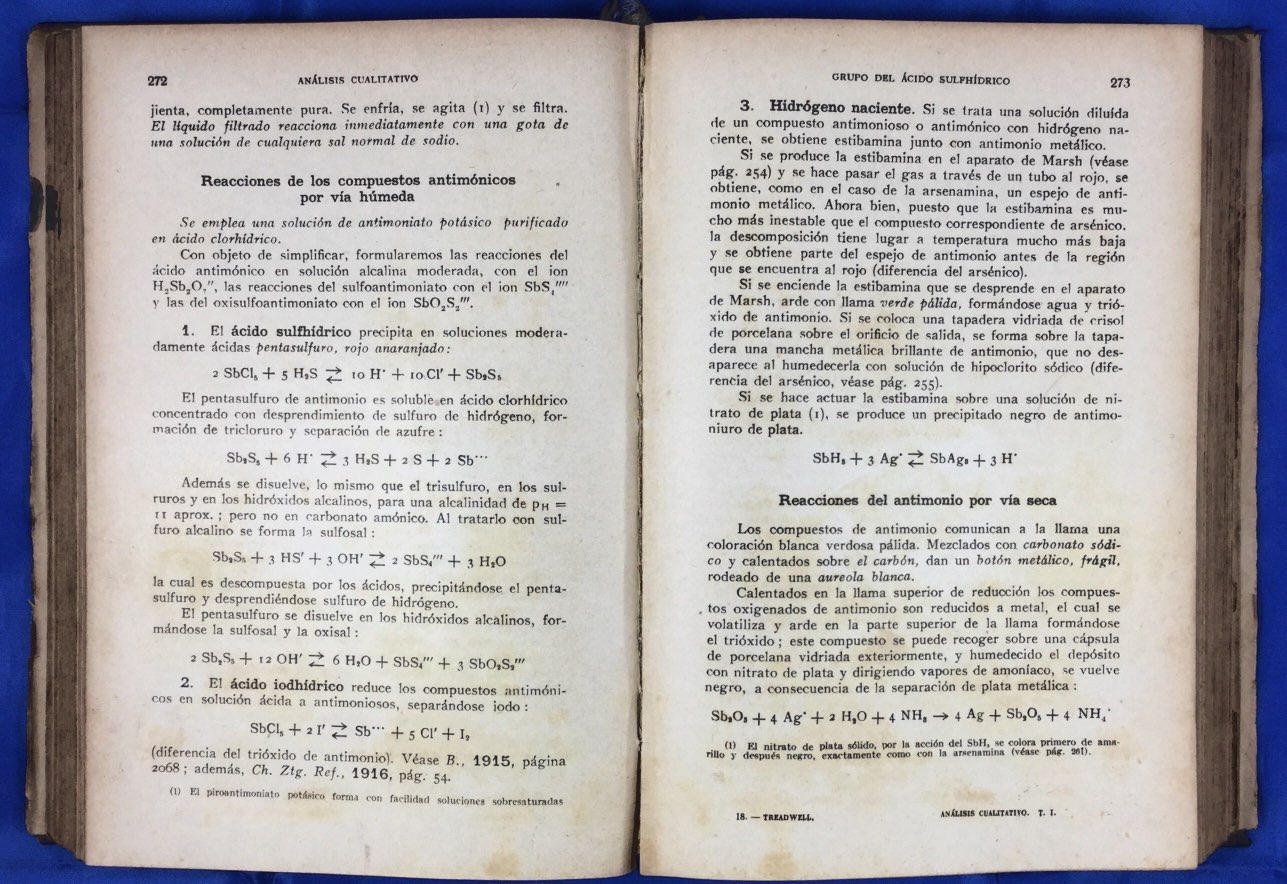 272
ANÁLISIS CUALITATIVO
jienta, completamente pura. Se enfría, se agita (1) y se filtra.
El líquido filtrado reacciona inmediatamente con una gota de
una solución de cualquiera sal normal de sodio.
Reacciones de los compuestos antimónicos
por vía húmeda
Se emplea una solución de antimoniato potásico purificado
en ácido clorhídrico.
Con objeto de simplificar, formularemos las reacciones del
ácido antimónico en solución alcalina moderada, con el ion
H₂Sb₂O₇'', las reacciones del sulfoantimoniato con el ion SbS₄''''
y las del oxisulfoantimoniato con el ion SbO₂S₂'''.
1. El ácido sulfhídrico precipita en soluciones modera-
damente ácidas pentasulfuro, rojo anaranjado:
2 SbCl₅ + 5 H₂S ⇄ 10 H˙ + 10 Cl' + Sb₂S₅
El pentasulfuro de antimonio es soluble en ácido clorhídrico
concentrado con desprendimiento de sulfuro de hidrógeno, for-
mación de tricloruro y separación de azufre:
Sb₂S₅ + 6 H˙ ⇄ 3 H₂S + 2 S + 2 Sb˙˙˙
Además se disuelve, lo mismo que el trisulfuro, en los sul-
ruros y en los hidróxidos alcalinos, para una alcalinidad de pH =
11 aprox.; pero no en carbonato amónico. Al tratarlo con sul-
furo alcalino se forma la sulfosal:
Sb₂S₅ + 3 HS' + 3 OH' ⇄ 2 SbS₄''' + 3 H₂O
la cual es descompuesta por los ácidos, precipitándose el penta-
sulfuro y desprendiéndose sulfuro de hidrógeno.
El pentasulfuro se disuelve en los hidróxidos alcalinos, for-
mándose la sulfosal y la oxisal:
2 Sb₂S₅ + 12 OH' ⇄ 6 H₂O + SbS₄''' + 3 SbO₂S₂'''
2. El ácido iodhídrico reduce los compuestos antimóni-
cos en solución ácida a antimoniosos, separándose iodo:
SbCl₅ + 2 I' ⇄ Sb˙˙˙ + 5 Cl' + I₂
(diferencia del trióxido de antimonio). Véase B., 1915, página
2068; además, Ch. Ztg. Ref., 1916, pág. 54.
(1) El piroantimoniato potásico forma con facilidad soluciones sobresaturadas
GRUPO DEL ÁCIDO SULFHÍDRICO
273
3. Hidrógeno naciente. Si se trata una solución diluída
de un compuesto antimonioso o antimónico con hidrógeno na-
ciente, se obtiene estibamina junto con antimonio metálico.
Si se produce la estibamina en el aparato de Marsh (véase
pág. 254) y se hace pasar el gas a través de un tubo al rojo, se
obtiene, como en el caso de la arsenamina, un espejo de anti-
monio metálico. Ahora bien, puesto que la estibamina es mu-
cho más inestable que el compuesto correspondiente de arsénico.
la descomposición tiene lugar a temperatura mucho más baja
y se obtiene parte del espejo de antimonio antes de la región
que se encuentra al rojo (diferencia del arsénico).
Si se enciende la estibamina que se desprende en el aparato
de Marsh, arde con llama verde pálida, formándose agua y trió-
xido de antimonio. Si se coloca una tapadera vidriada de crisol
de porcelana sobre el orificio de salida, se forma sobre la tapa-
dera una mancha metálica brillante de antimonio, que no des-
aparece al humedecerla con solución de hipoclorito sódico (dife-
rencia del arsénico, véase pág. 255).
Si se hace actuar la estibamina sobre una solución de ni-
trato de plata (1), se produce un precipitado negro de antimo-
niuro de plata.
SbH₃ + 3 Ag˙ ⇄ SbAg₃ + 3 H˙
Reacciones del antimonio por vía seca
Los compuestos de antimonio comunican a la llama una
coloración blanca verdosa pálida. Mezclados con carbonato sódi-
co y calentados sobre el carbón, dan un botón metálico, frágil,
rodeado de una aureola blanca.
Calentados en la llama superior de reducción los compues-
tos oxigenados de antimonio son reducidos a metal, el cual se
volatiliza y arde en la parte superior de la llama formándose
el trióxido; este compuesto se puede recoger sobre una cápsula
de porcelana vidriada exteriormente, y humedecido el depósito
con nitrato de plata y dirigiendo vapores de amoníaco, se vuelve
negro, a consecuencia de la separación de plata metálica:
Sb₂O₃ + 4 Ag˙ + 2 H₂O + 4 NH₃ → 4 Ag + Sb₂O₅ + 4 NH₄˙
(1) El nitrato de plata sólido, por la acción del SbH, se colora primero de ama-
rillo y después negro, exactamente como con la arsenamina (véase pág. 261).
18. — TREADWELL.
ANÁLISIS CUALITATIVO. T. I.